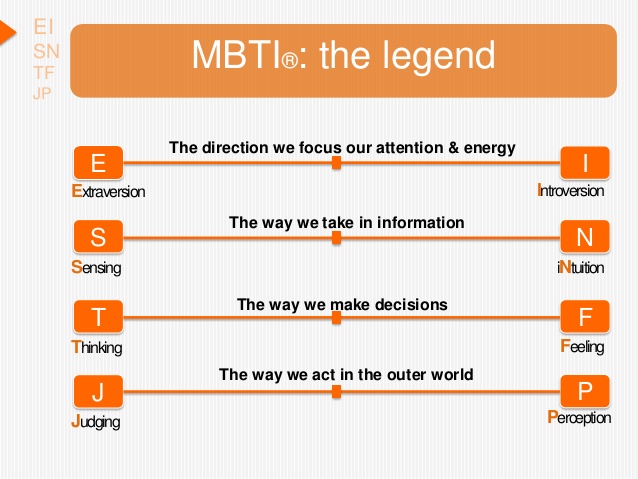 EI
SN
TF
JP
MBTI®: the legend
The direction we focus our attention & energy
E
I
Extraversion
Introversion
The way we take in information
S
N
Sensing
iNtuition
The way we make decisions
T
F
Thinking
Feeling
The way we act in the outer world
J
P
Judging
Perception